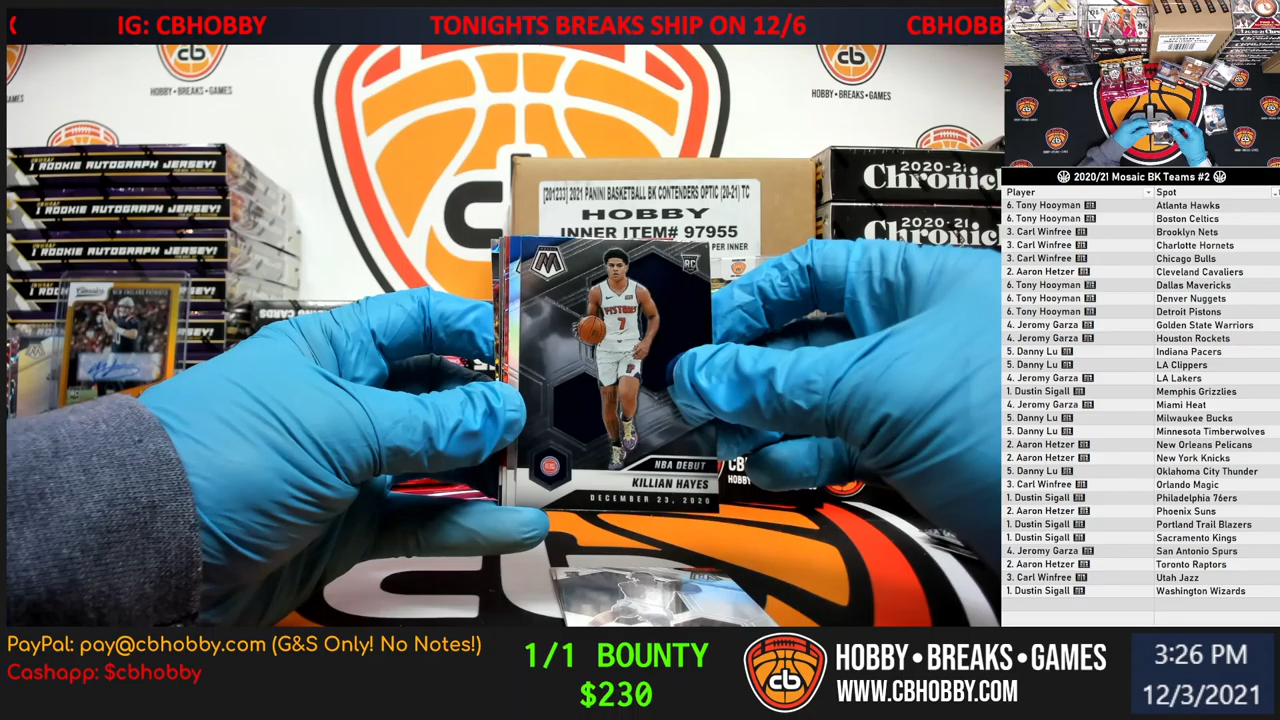 IG: CBHOBBY
TONIGHTS BREAKS SHIP ON 12/6
CBHOBB
cb
HOBBY • BREAKS • GAMES
HOBBY • BREAKS • GAMES
1 ROOKIE AUTOGRAPH JERSEY!
1 ROOKIE AUTOGRAPH JERSEY!
1 ROOKIE AUTOGRAPH JERSEY!
NEW ENGLAND PATRIOTS
[201233] 2021 PANINI BASKETBALL BK CONTENDERS OPTIC (20-21) TC
HOBBY
INNER ITEM# 97955
PER INNER
2020-21
Chronicl
2020-21
MOSAIC
RC
PISTONS
7
NBA DEBUT
KILLIAN HAYES
DECEMBER 23, 2020
2020/21 Mosaic BK Teams #2
Player Spot
6. Tony Hooyman Atlanta Hawks
6. Tony Hooyman Boston Celtics
3. Carl Winfree Brooklyn Nets
3. Carl Winfree Charlotte Hornets
3. Carl Winfree Chicago Bulls
2. Aaron Hetzer Cleveland Cavaliers
6. Tony Hooyman Dallas Mavericks
6. Tony Hooyman Denver Nuggets
6. Tony Hooyman Detroit Pistons
4. Jeromy Garza Golden State Warriors
4. Jeromy Garza Houston Rockets
5. Danny Lu Indiana Pacers
5. Danny Lu LA Clippers
4. Jeromy Garza LA Lakers
1. Dustin Sigall Memphis Grizzlies
4. Jeromy Garza Miami Heat
5. Danny Lu Milwaukee Bucks
5. Danny Lu Minnesota Timberwolves
2. Aaron Hetzer New Orleans Pelicans
2. Aaron Hetzer New York Knicks
5. Danny Lu Oklahoma City Thunder
3. Carl Winfree Orlando Magic
1. Dustin Sigall Philadelphia 76ers
2. Aaron Hetzer Phoenix Suns
1. Dustin Sigall Portland Trail Blazers
1. Dustin Sigall Sacramento Kings
4. Jeromy Garza San Antonio Spurs
2. Aaron Hetzer Toronto Raptors
3. Carl Winfree Utah Jazz
1. Dustin Sigall Washington Wizards
PayPal: pay@cbhobby.com (G&S Only! No Notes!)
Cashapp: $cbhobby
1/1 BOUNTY
$230
cb
HOBBY • BREAKS • GAMES
WWW.CBHOBBY.COM
3:26 PM
12/3/2021